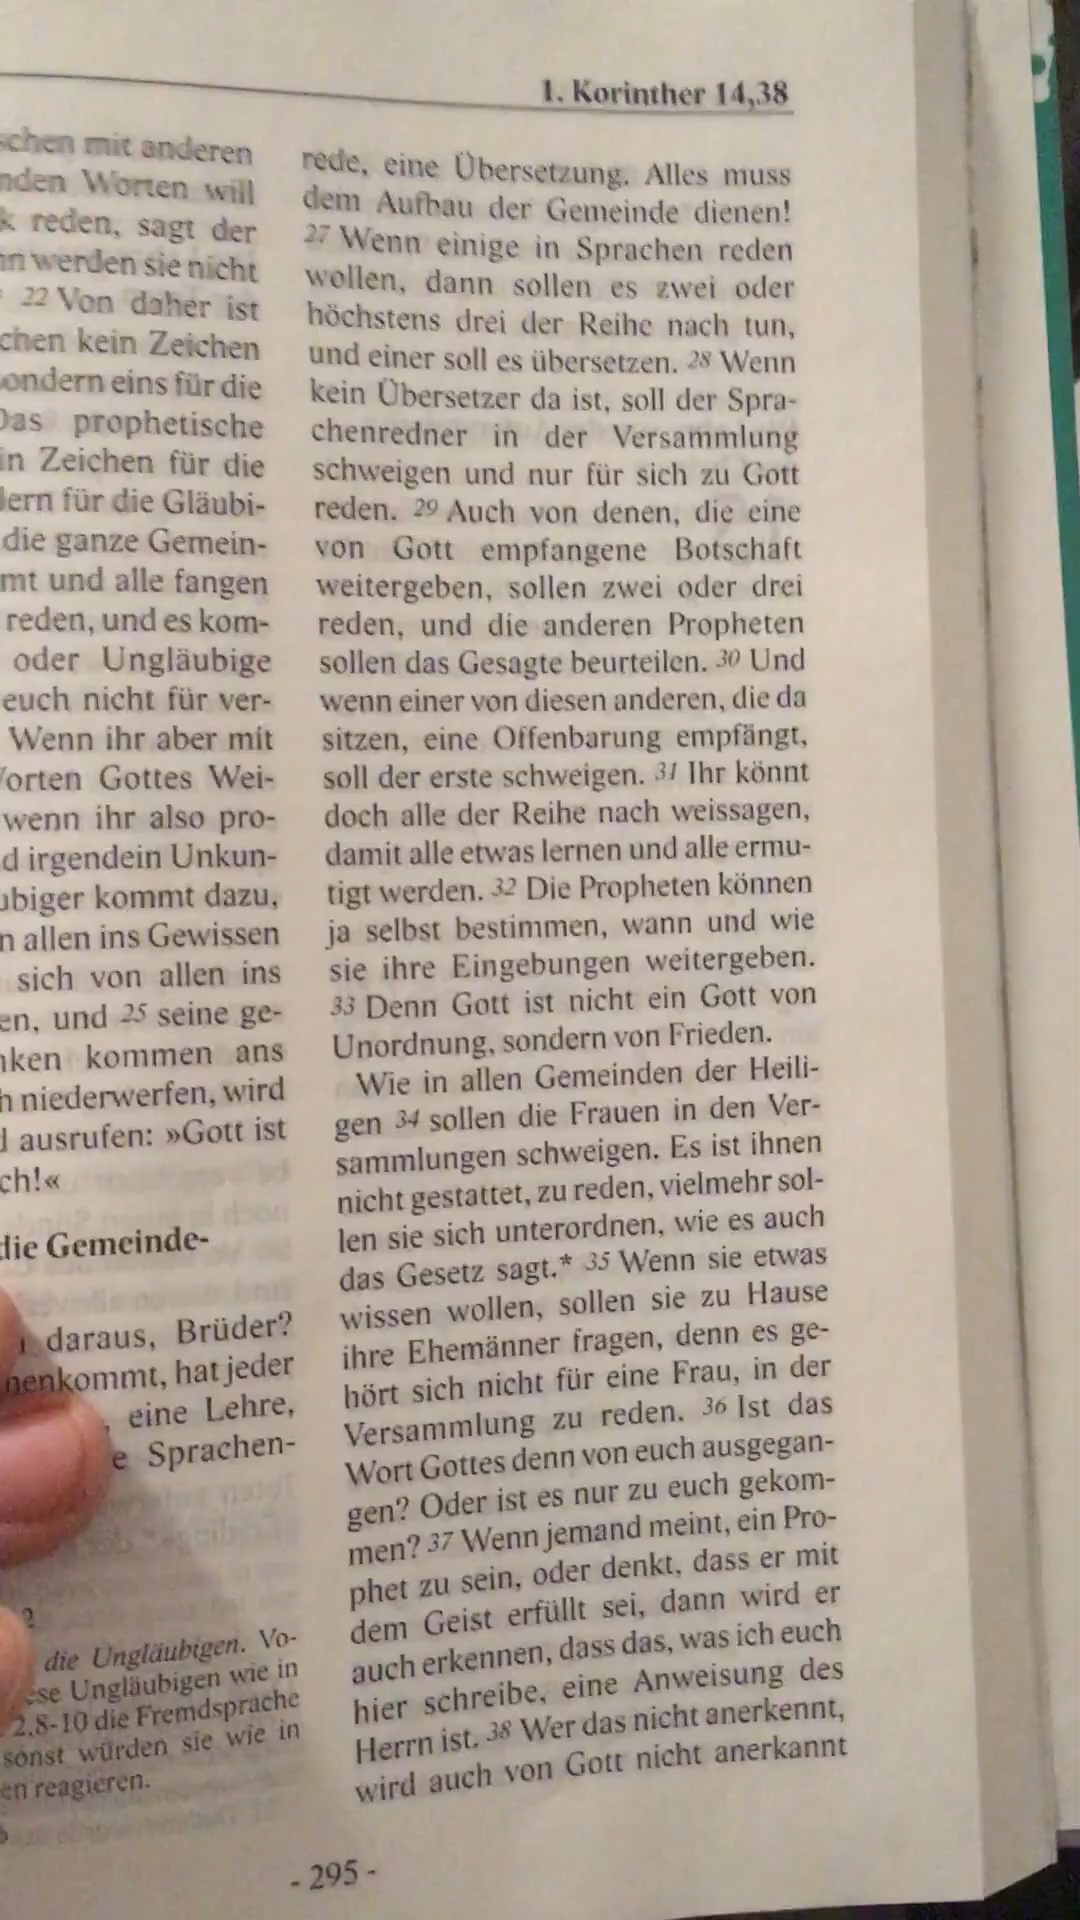 1. Korinther 14,38
schen mit anderen
nden Worten will
k reden, sagt der
nn werden sie nicht
22 Von daher ist
chen kein Zeichen
sondern eins für die
Das prophetische
in Zeichen für die
dern für die Gläubi-
die ganze Gemein-
mt und alle fangen
reden, und es kom-
oder Ungläubige
euch nicht für ver-
Wenn ihr aber mit
Worten Gottes Wei-
wenn ihr also pro-
d irgendein Unkun-
ubiger kommt dazu,
n allen ins Gewissen
sich von allen ins
en, und 25 seine ge-
nken kommen ans
h niederwerfen, wird
d ausrufen: »Gott ist
ch!«
die Gemeinde-
daraus, Brüder?
nenkommt, hat jeder
, eine Lehre,
e Sprachen-
2
die Ungläubigen. Vo-
ese Ungläubigen wie in
2,8-10 die Fremdsprache
sonst würden sie wie in
en reagieren.
rede, eine Übersetzung. Alles muss
dem Aufbau der Gemeinde dienen!
27 Wenn einige in Sprachen reden
wollen, dann sollen es zwei oder
höchstens drei der Reihe nach tun,
und einer soll es übersetzen. 28 Wenn
kein Übersetzer da ist, soll der Spra-
chenredner in der Versammlung
schweigen und nur für sich zu Gott
reden. 29 Auch von denen, die eine
von Gott empfangene Botschaft
weitergeben, sollen zwei oder drei
reden, und die anderen Propheten
sollen das Gesagte beurteilen. 30 Und
wenn einer von diesen anderen, die da
sitzen, eine Offenbarung empfängt,
soll der erste schweigen. 31 Ihr könnt
doch alle der Reihe nach weissagen,
damit alle etwas lernen und alle ermu-
tigt werden. 32 Die Propheten können
ja selbst bestimmen, wann und wie
sie ihre Eingebungen weitergeben.
33 Denn Gott ist nicht ein Gott von
Unordnung, sondern von Frieden.
Wie in allen Gemeinden der Heili-
gen 34 sollen die Frauen in den Ver-
sammlungen schweigen. Es ist ihnen
nicht gestattet, zu reden, vielmehr sol-
len sie sich unterordnen, wie es auch
das Gesetz sagt.* 35 Wenn sie etwas
wissen wollen, sollen sie zu Hause
ihre Ehemänner fragen, denn es ge-
hört sich nicht für eine Frau, in der
Versammlung zu reden. 36 Ist das
Wort Gottes denn von euch ausgegan-
gen? Oder ist es nur zu euch gekom-
men? 37 Wenn jemand meint, ein Pro-
phet zu sein, oder denkt, dass er mit
dem Geist erfüllt sei, dann wird er
auch erkennen, dass das, was ich euch
hier schreibe, eine Anweisung des
Herrn ist. 38 Wer das nicht anerkennt,
wird auch von Gott nicht anerkannt
- 295 -